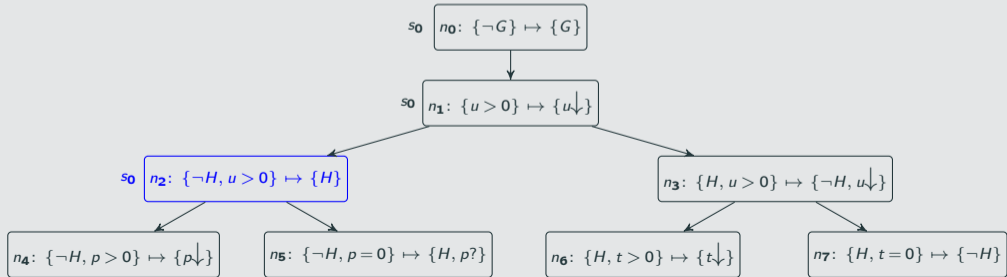 s₀ n₀: {¬G} ↦ {G}
s₀ n₁: {u > 0} ↦ {u↓}
s₀ n₂: {¬H, u > 0} ↦ {H}
n₃: {H, u > 0} ↦ {¬H, u↓}
n₄: {¬H, p > 0} ↦ {p↓}
n₅: {¬H, p = 0} ↦ {H, p?}
n₆: {H, t > 0} ↦ {t↓}
n₇: {H, t = 0} ↦ {¬H}